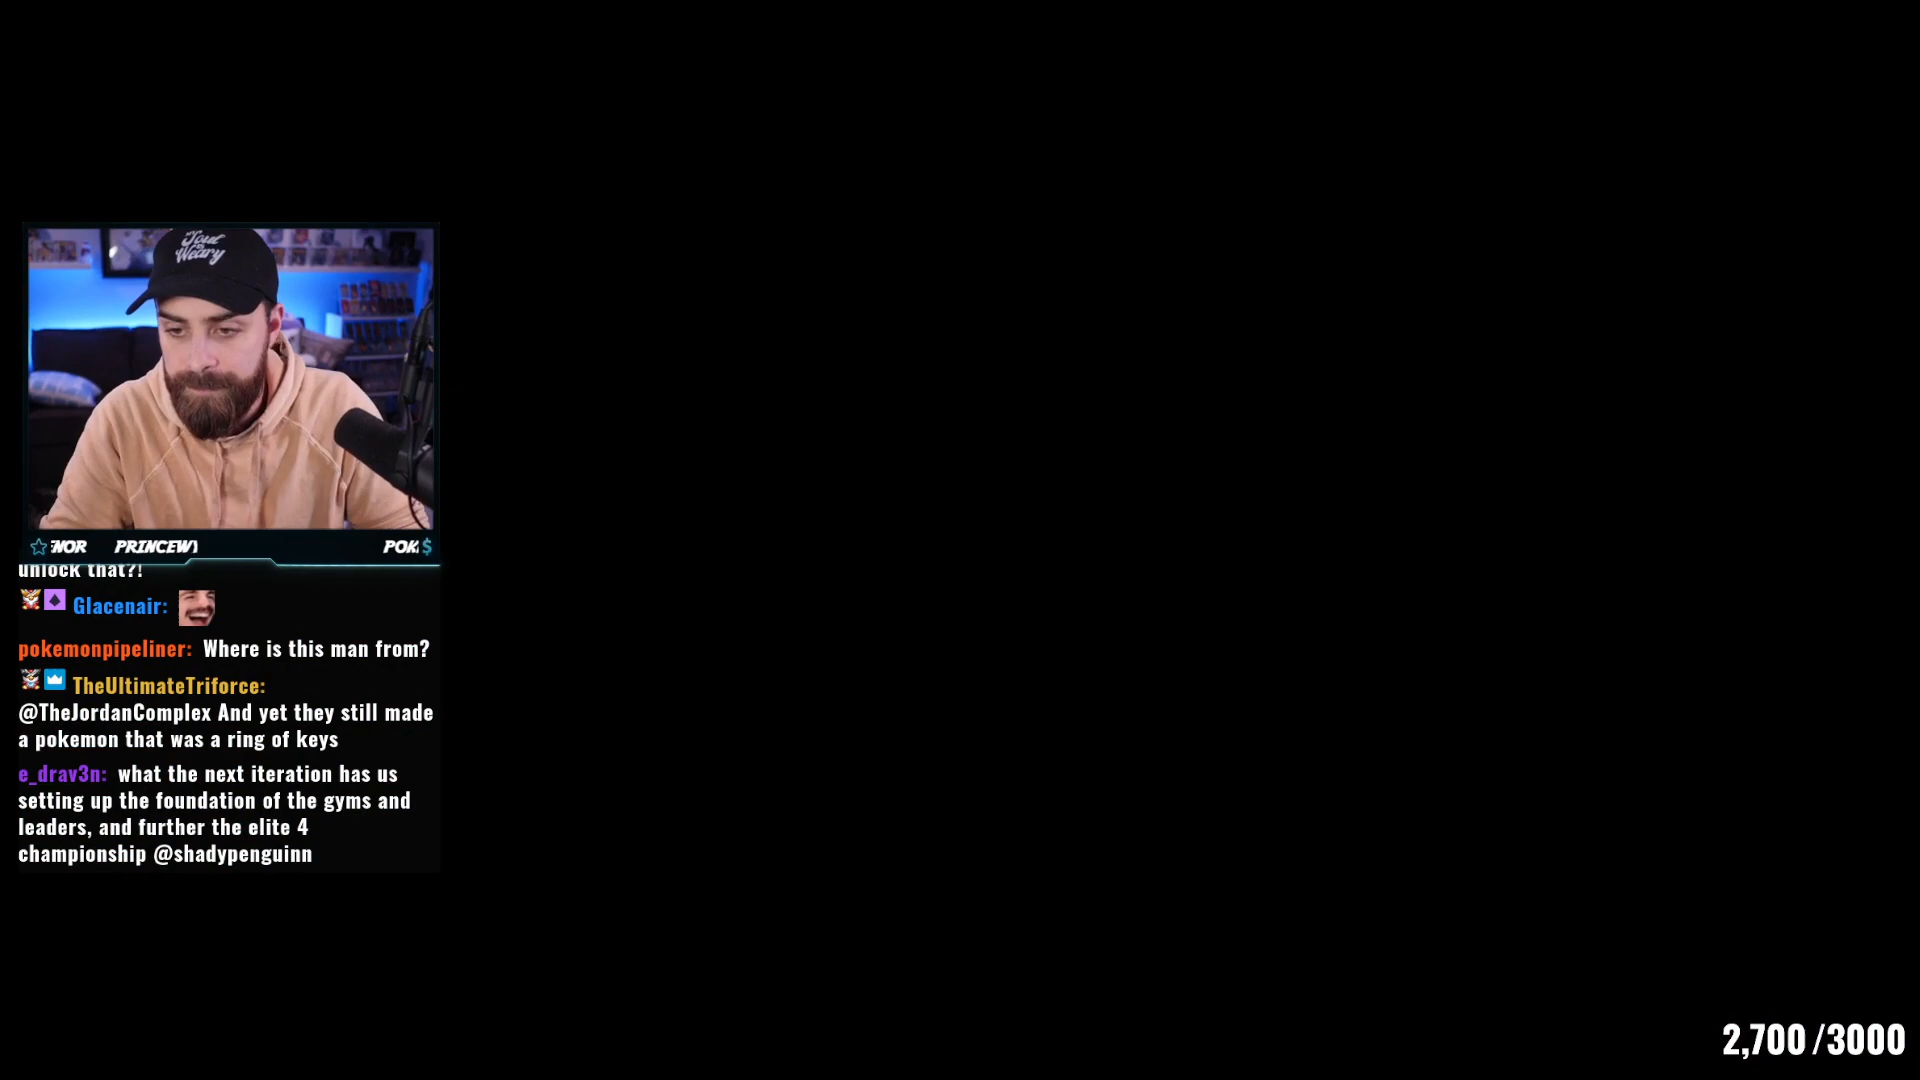 Soul
Weary
PRINCEW
POK $
unlock that?!
Glacenair:
pokemonpipeliner: Where is this man from?
TheUltimateTriforce:
@TheJordanComplex And yet they still made
a pokemon that was a ring of keys
e_drav3n: what the next iteration has us
setting up the foundation of the gyms and
leaders, and further the elite 4
championship @shadypenguinn
2,700 /3000